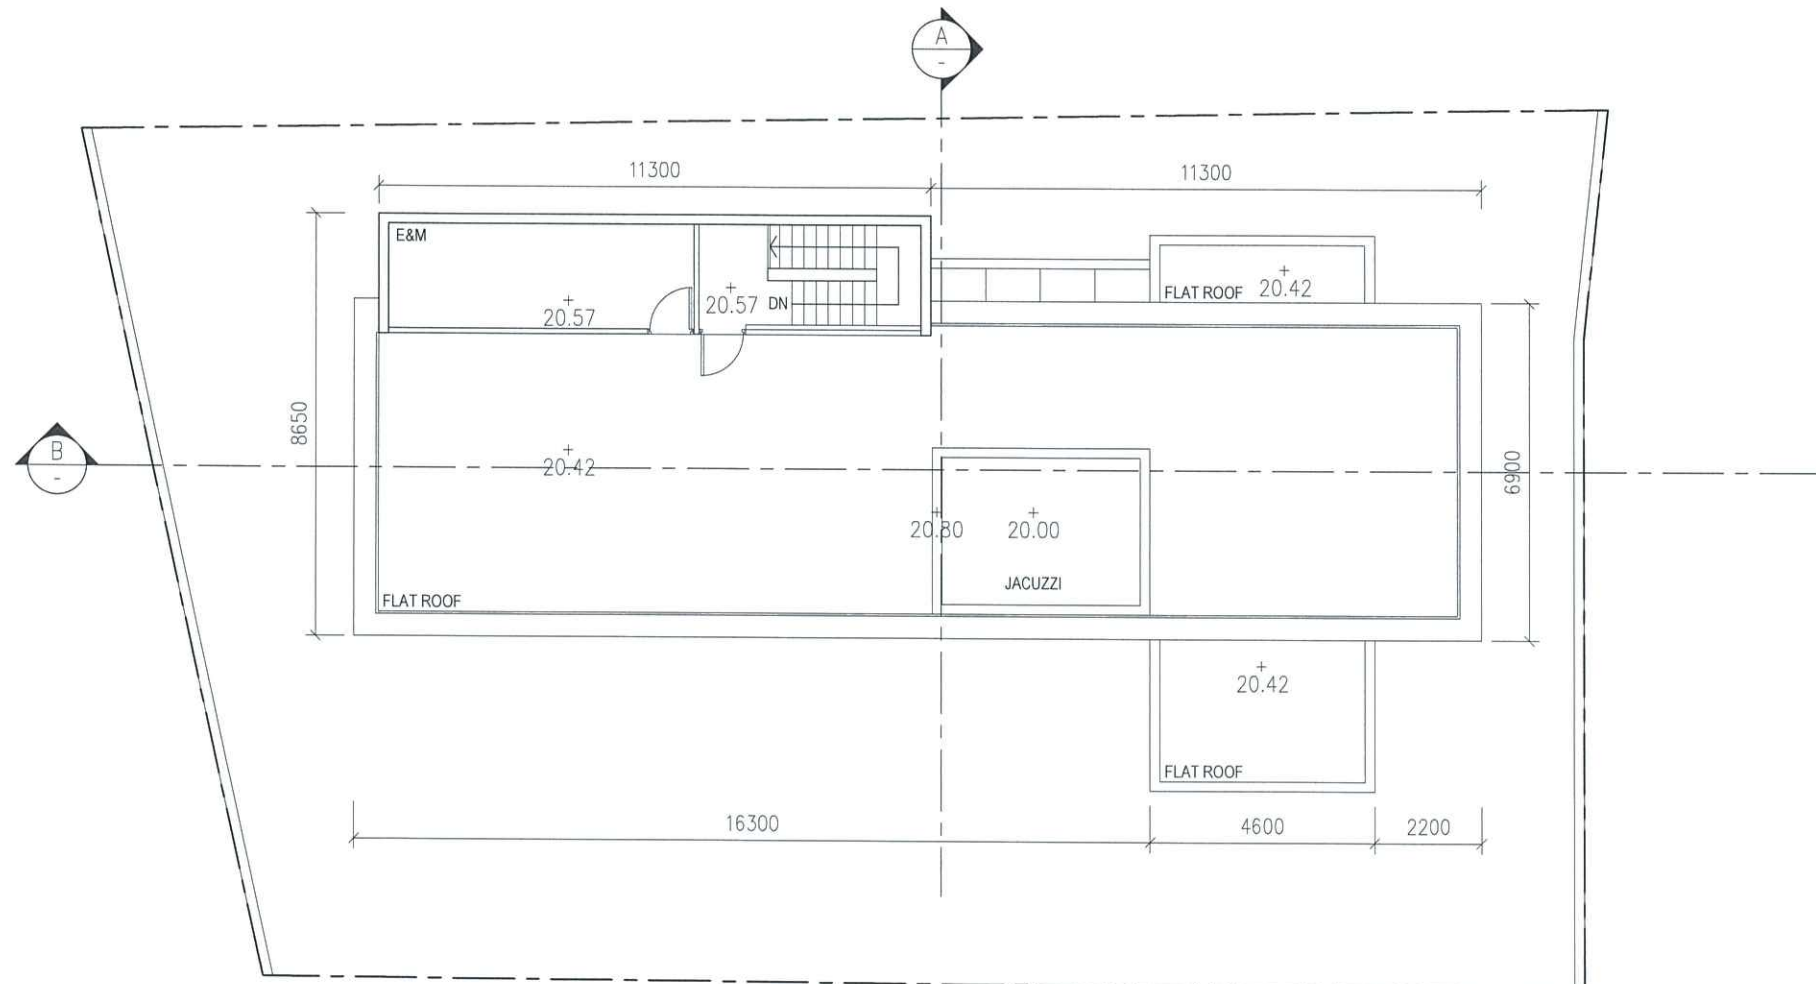 A
-
11300
11300
E&M
20.57
20.57
DN
FLAT ROOF
20.42
8650
B
-
20.42
6900
20.80
20.00
JACUZZI
FLAT ROOF
20.42
FLAT ROOF
16300
4600
2200